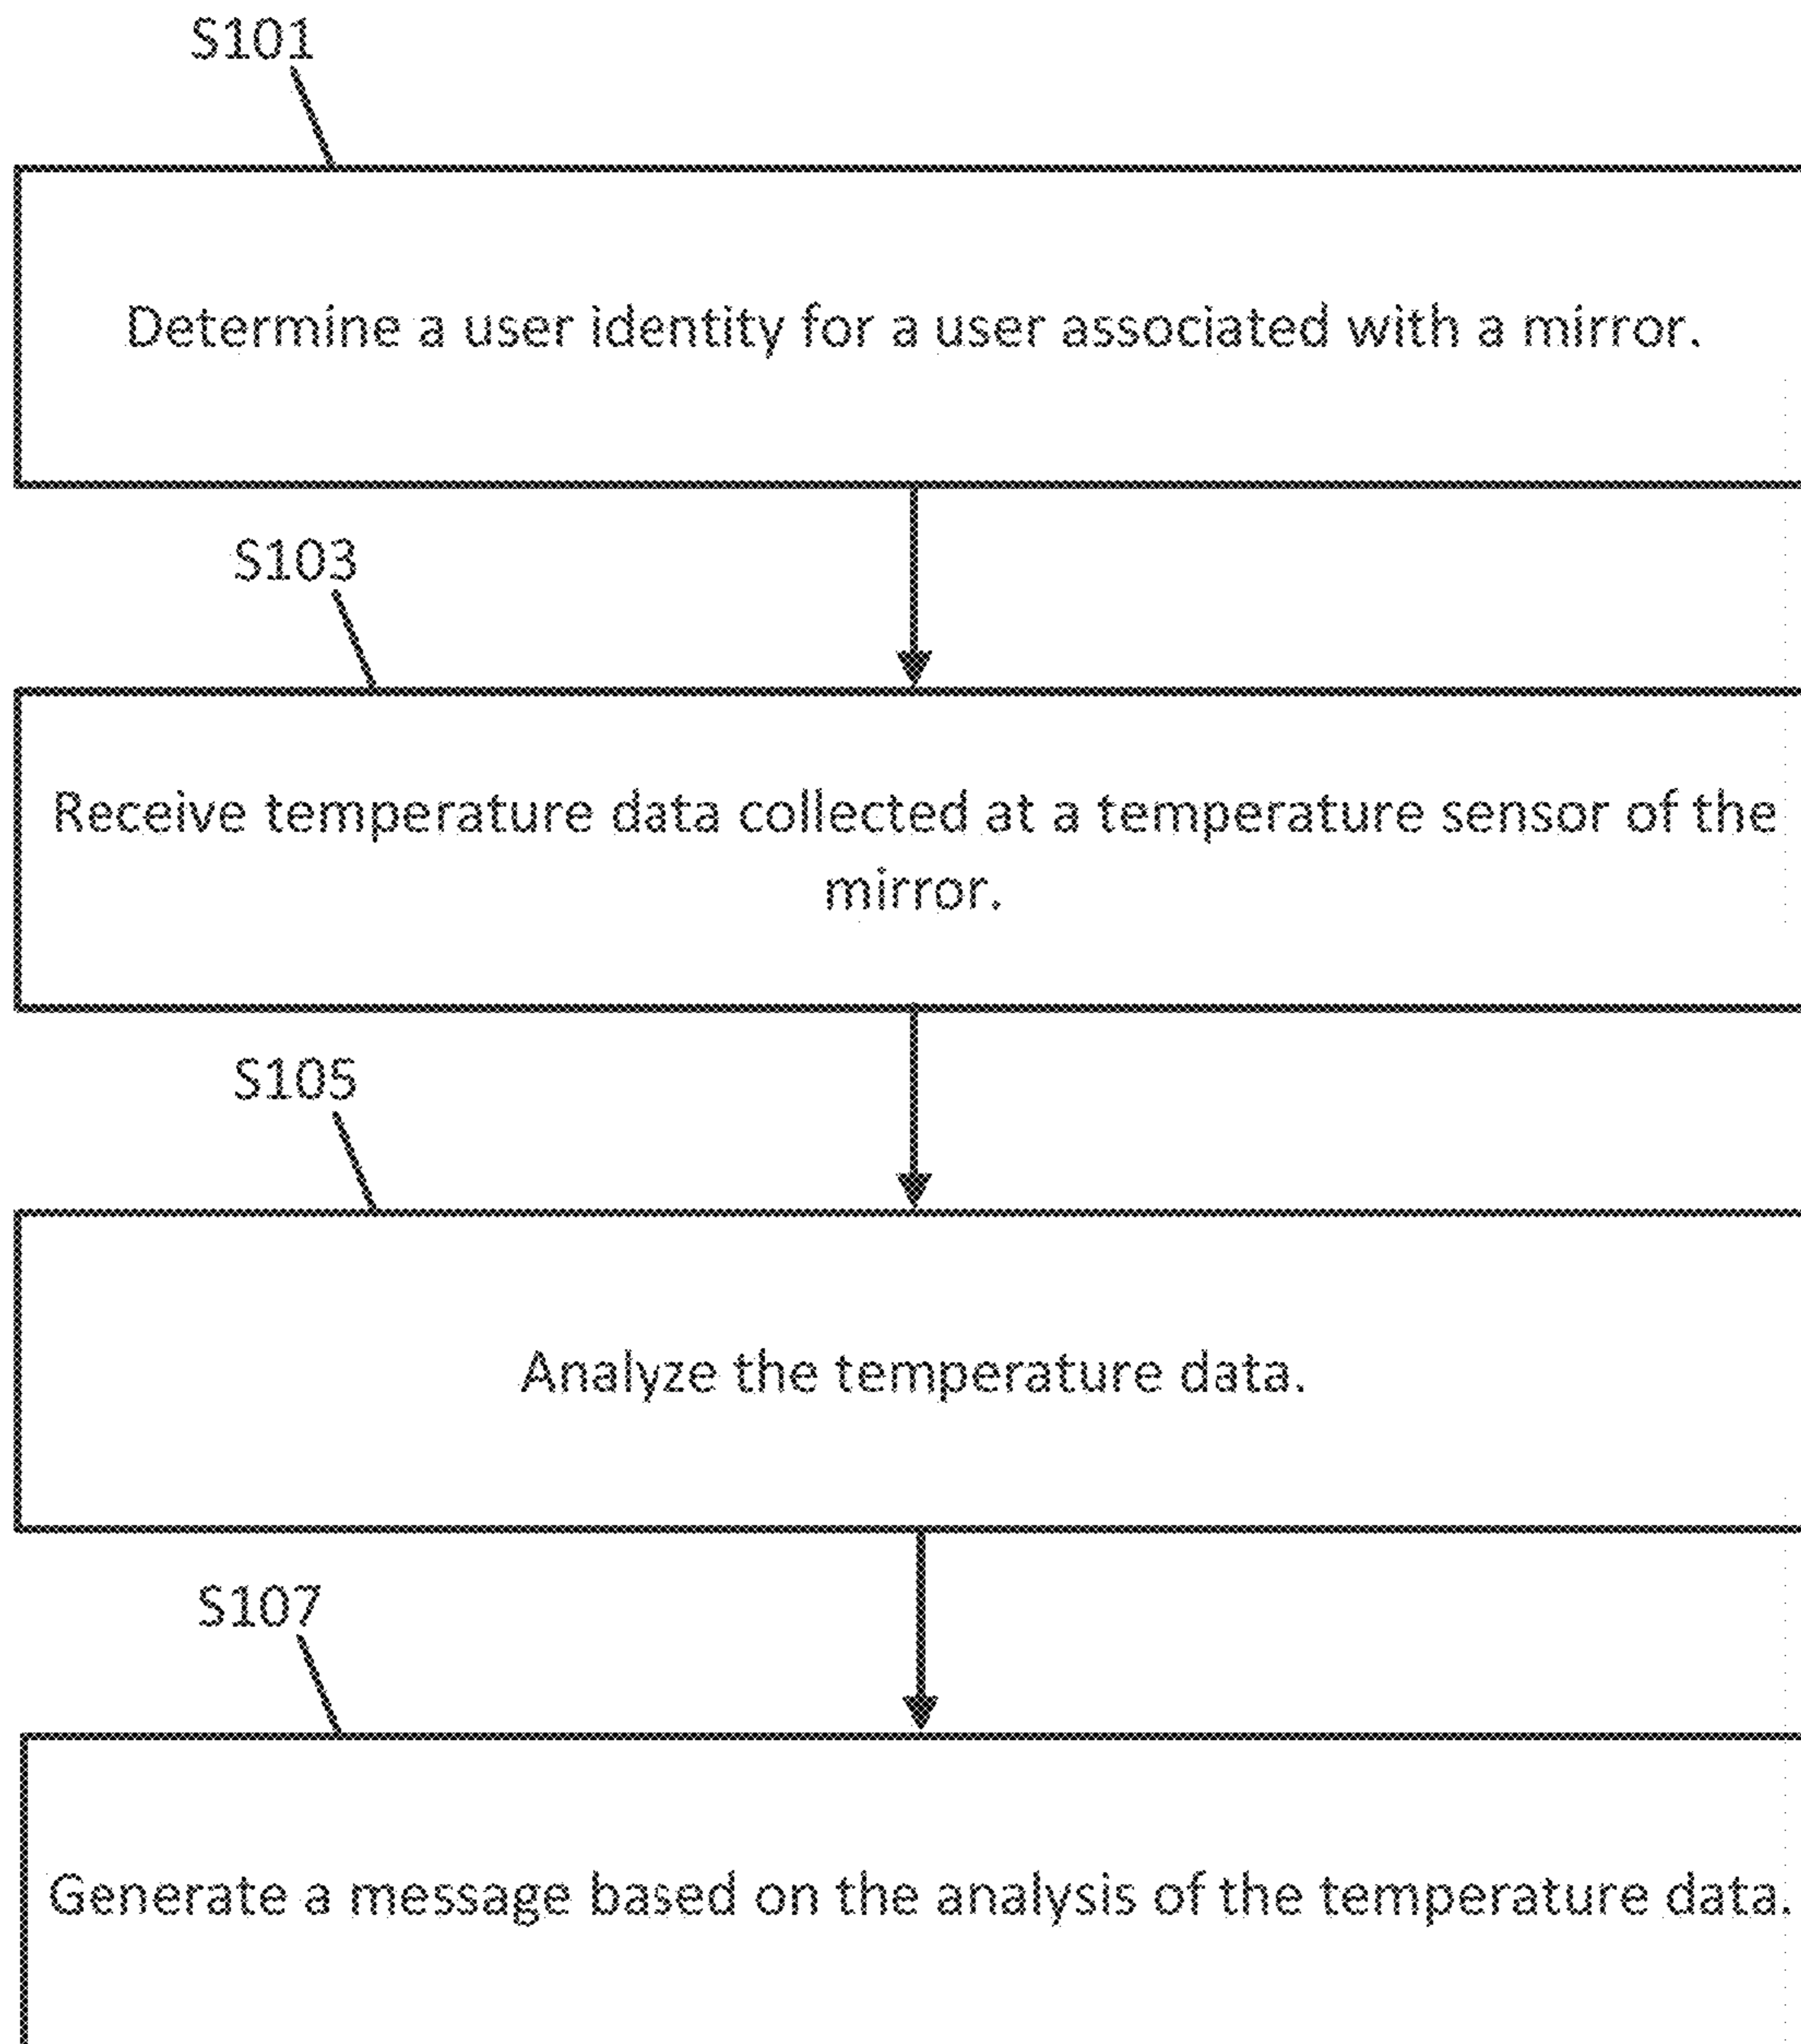 S101
Determine a user identity for a user associated with a mirror.
S103
Receive temperature data collected at a temperature sensor of the
mirror.
S105
Analyze the temperature data.
S107
Generate a message based on the analysis of the temperature data.